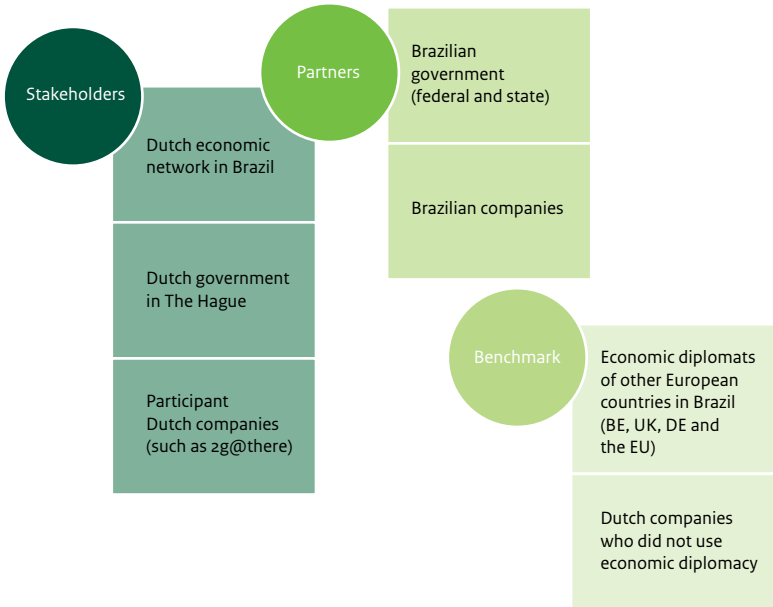 Stakeholders
Dutch economic
network in Brazil
Dutch government
in The Hague
Participant
Dutch companies
(such as 2g@there)
Partners
Brazilian
government
(federal and state)
Brazilian companies
Benchmark
Economic diplomats
of other European
countries in Brazil
(BE, UK, DE and
the EU)
Dutch companies
who did not use
economic diplomacy